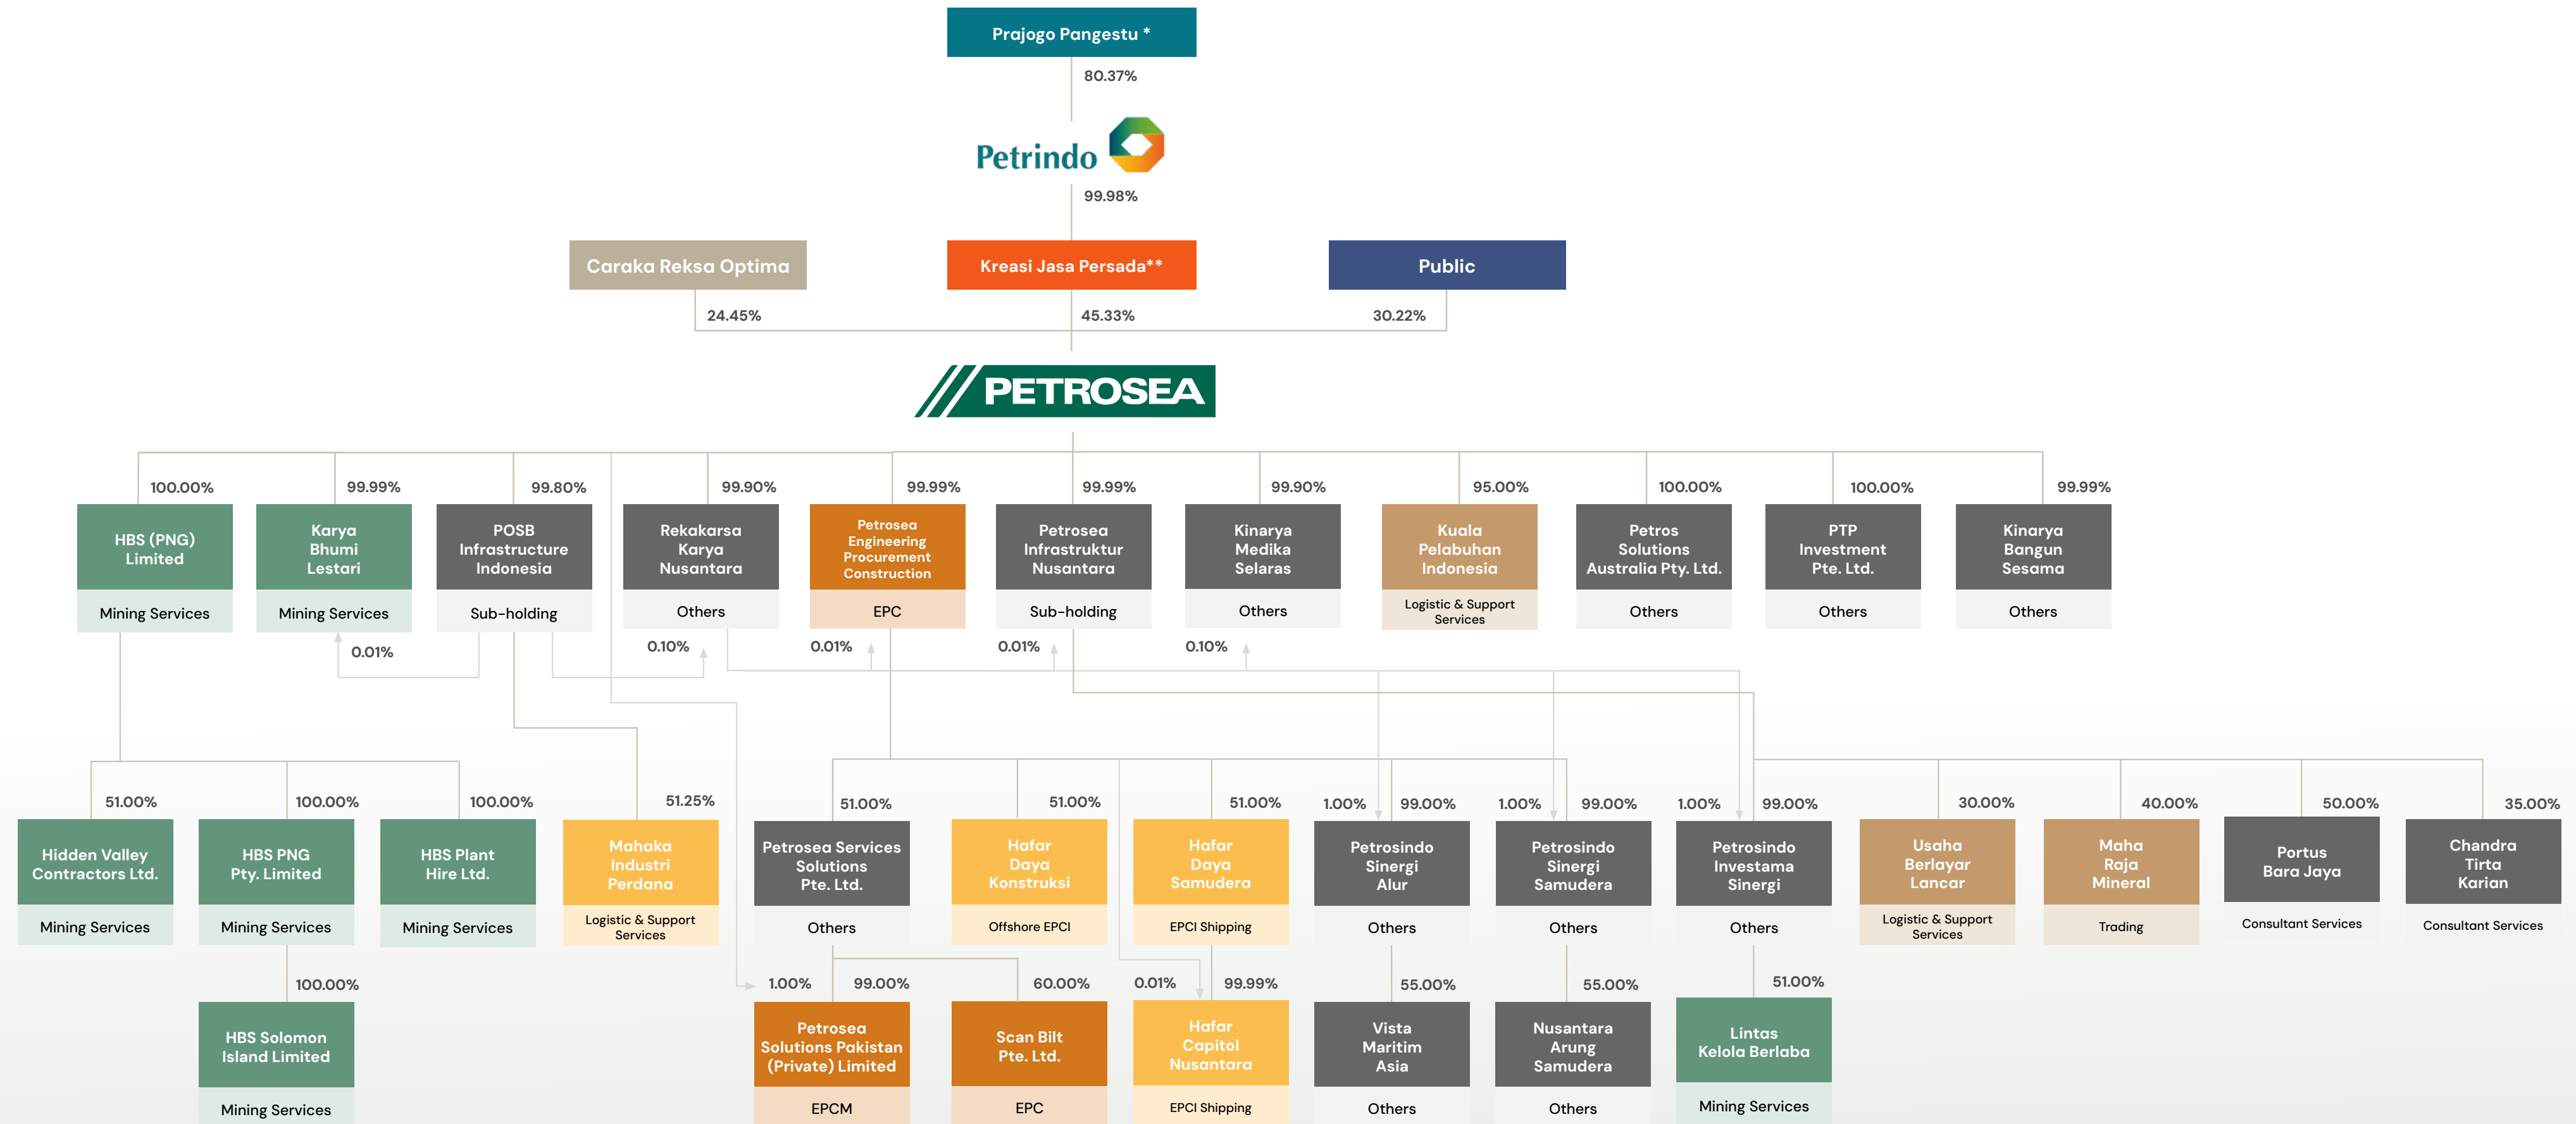 Prajogo Pangestu *
80.37%
Petrindo
99.98%
Caraka Reksa Optima
Kreasi Jasa Persada**
Public
24.45%
45.33%
30.22%
PETROSEA
100.00%
99.99%
99.80%
99.90%
99.99%
99.99%
99.90%
95.00%
100.00%
100.00%
99.99%
HBS (PNG)
Limited
Mining Services
Karya
Bhumi
Lestari
Mining Services
POSB
Infrastructure
Indonesia
Sub-holding
Rekakarsa
Karya
Nusantara
Others
Petrosea
Engineering
Procurement
Construction
EPC
Petrosea
Infrastruktur
Nusantara
Sub-holding
Kinarya
Medika
Selaras
Others
Kuala
Pelabuhan
Indonesia
Logistic & Support
Services
Petros
Solutions
Australia Pty. Ltd.
Others
PTP
Investment
Pte. Ltd.
Others
Kinarya
Bangun
Sesama
Others
0.01%
0.10%
0.01%
0.01%
0.10%
51.00%
100.00%
100.00%
51.25%
51.00%
51.00%
51.00%
1.00%
99.00%
1.00%
99.00%
1.00%
99.00%
30.00%
40.00%
50.00%
35.00%
Hidden Valley
Contractors Ltd.
Mining Services
HBS PNG
Pty. Limited
Mining Services
HBS Plant
Hire Ltd.
Mining Services
Mahaka
Industri
Perdana
Logistic & Support
Services
Petrosea Services
Solutions
Pte. Ltd.
Others
Hafar
Daya
Konstruksi
Offshore EPCI
Hafar
Daya
Samudera
EPCI Shipping
Petrosindo
Sinergi
Alur
Others
Petrosindo
Sinergi
Samudera
Others
Petrosindo
Investama
Sinergi
Others
Usaha
Berlayar
Lancar
Logistic & Support
Services
Maha
Raja
Mineral
Trading
Portus
Bara Jaya
Consultant Services
Chandra
Tirta
Karian
Consultant Services
100.00%
1.00%
99.00%
60.00%
0.01%
99.99%
55.00%
55.00%
51.00%
HBS Solomon
Island Limited
Mining Services
Petrosea
Solutions Pakistan
(Private) Limited
EPCM
Scan Bilt
Pte. Ltd.
EPC
Hafar
Capitol
Nusantara
EPCI Shipping
Vista
Maritim
Asia
Others
Nusantara
Arung
Samudera
Others
Lintas
Kelola Berlaba
Mining Services